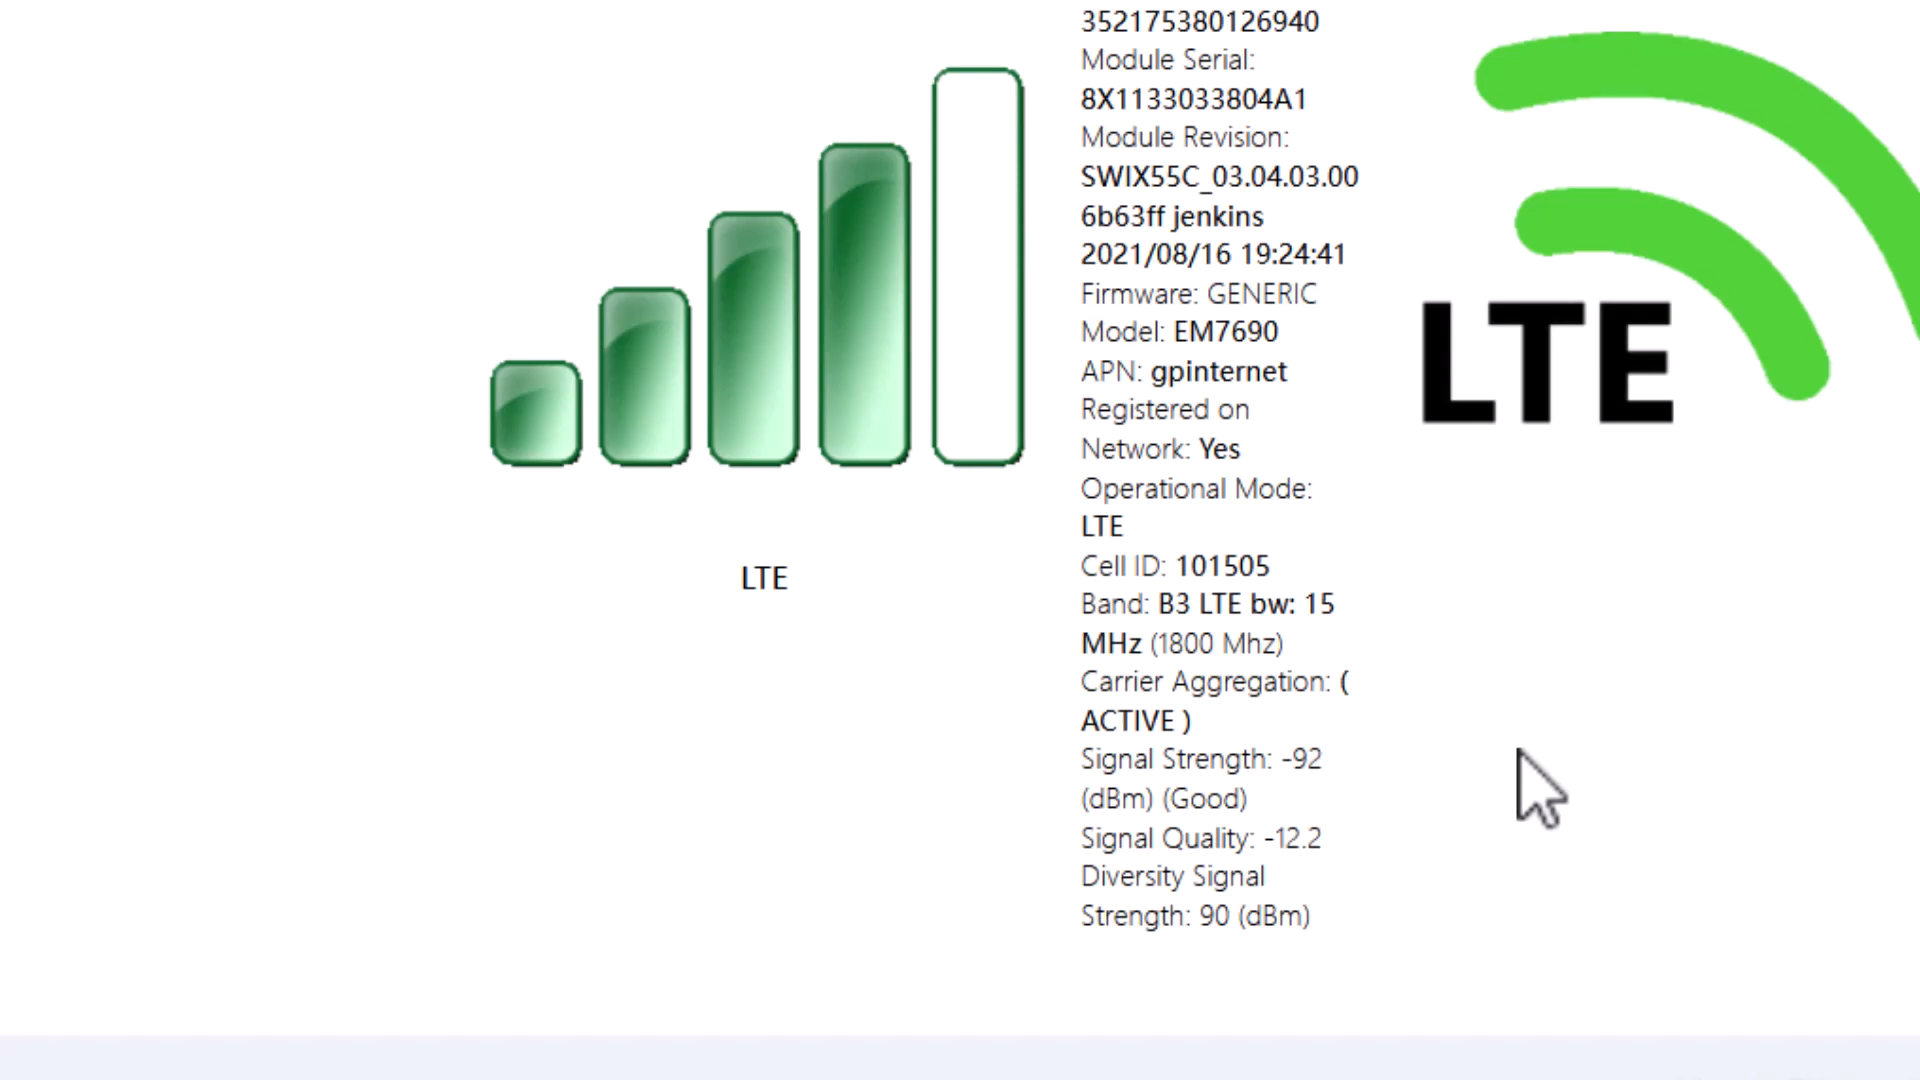 352175380126940
Module Serial:
8X1133033804A1
Module Revision:
SWIX55C_03.04.03.00
6b63ff jenkins
2021/08/16 19:24:41
Firmware: GENERIC
Model: EM7690
APN: gpinternet
Registered on
Network: Yes
Operational Mode:
LTE
Cell ID: 101505
Band: B3 LTE bw: 15
MHz (1800 Mhz)
Carrier Aggregation: (
ACTIVE )
Signal Strength: -92
(dBm) (Good)
Signal Quality: -12.2
Diversity Signal
Strength: 90 (dBm)
LTE
LTE